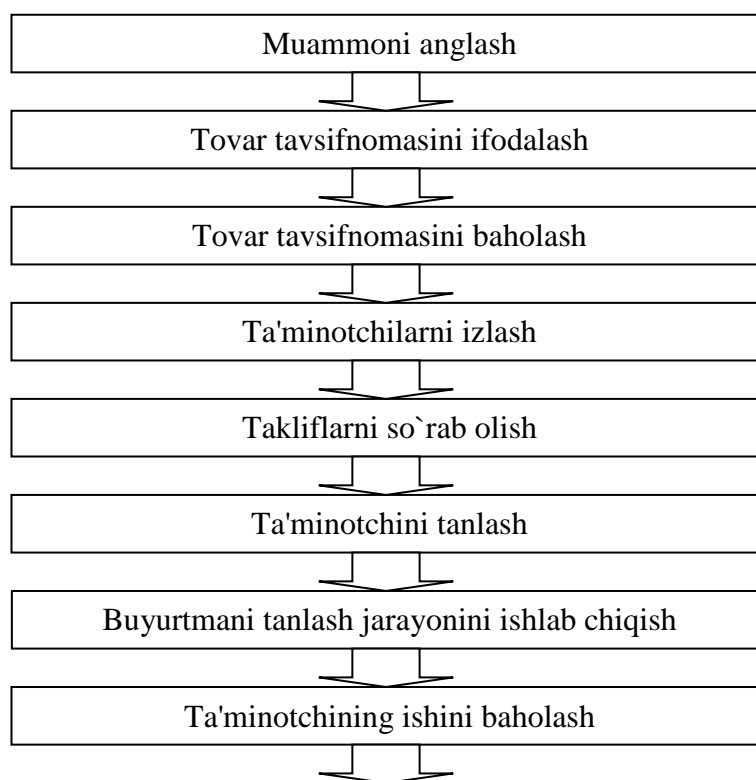 Muammoni anglash
Tovar tavsifnomasini ifodalash
Tovar tavsifnomasini baholash
Ta'minotchilarni izlash
Takliflarni so`rab olish
Ta'minotchini tanlash
Buyurtmani tanlash jarayonini ishlab chiqish
Ta'minotchining ishini baholash